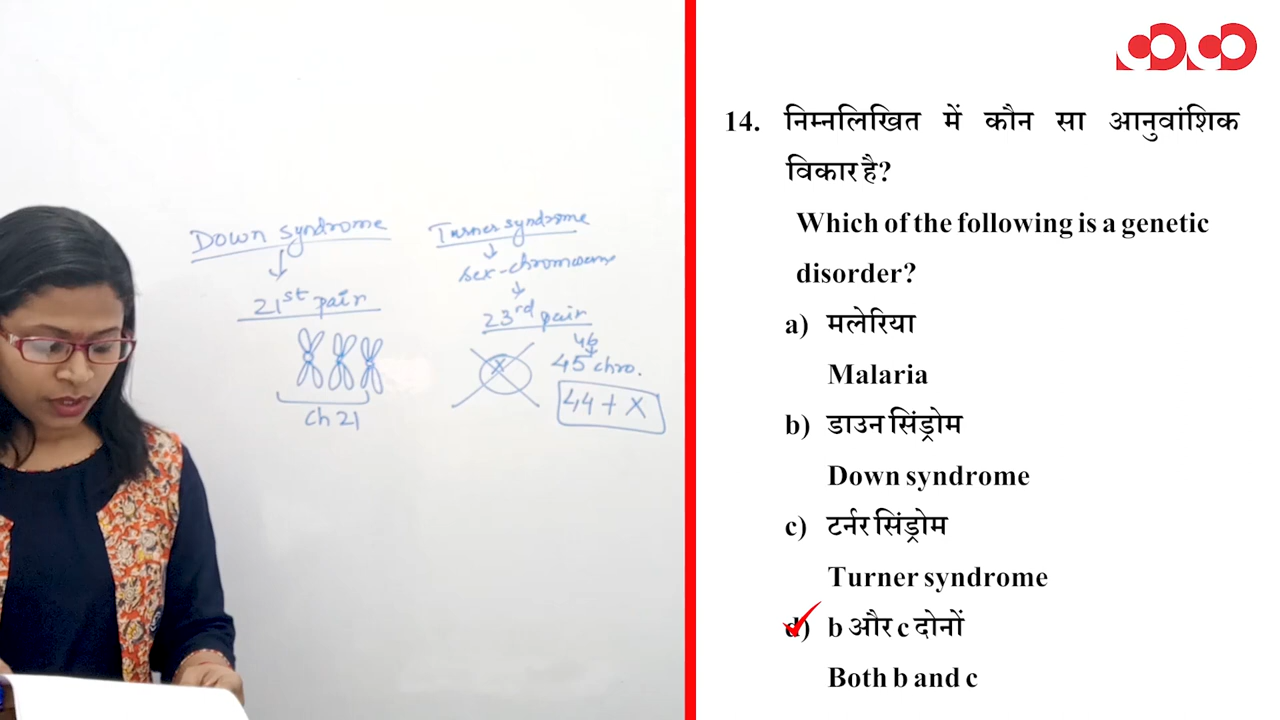 Down syndrome
21st pair
Ch 21
Turner syndrome
sex-chromosome
23rd pair
X
46
45 chro.
44 + X
14. निम्नलिखित में कौन सा आनुवांशिक
विकार है?
Which of the following is a genetic
disorder?
a) मलेरिया
Malaria
b) डाउन सिंड्रोम
Down syndrome
c) टर्नर सिंड्रोम
Turner syndrome
d) b और c दोनों
Both b and c